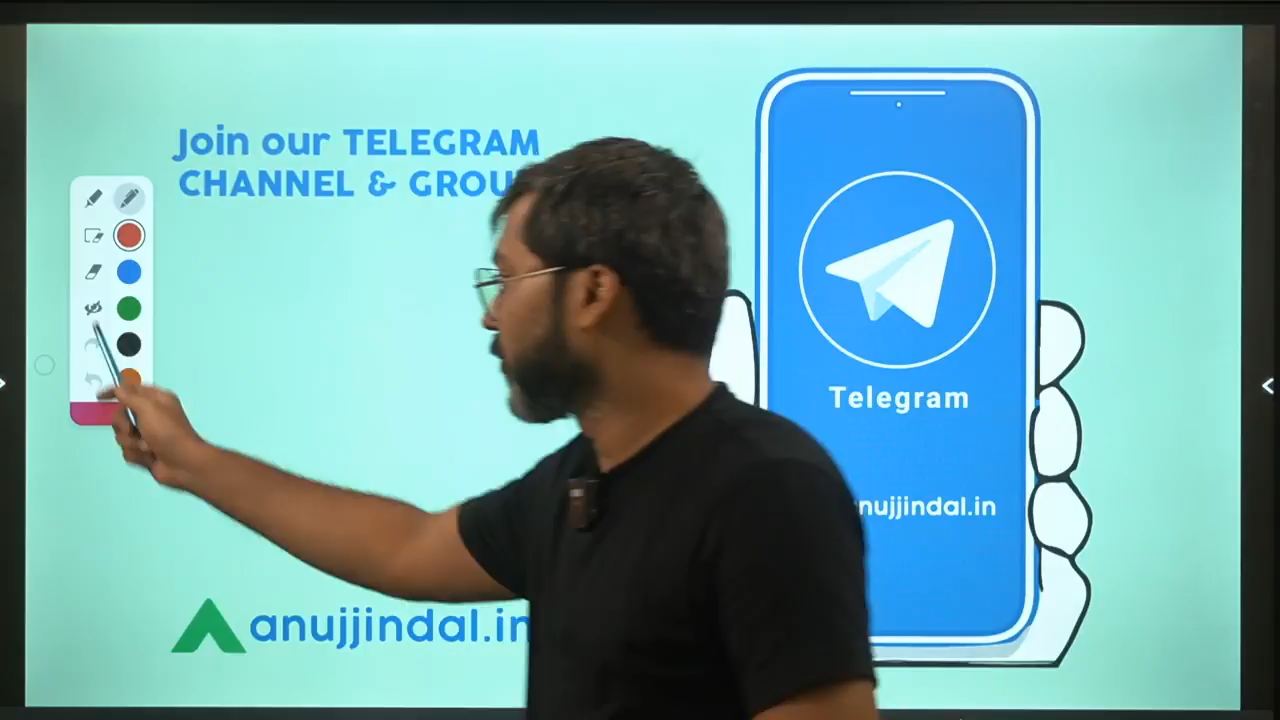 Join our TELEGRAM
CHANNEL & GROU
Telegram
nujjindal.in
anujjindal.in